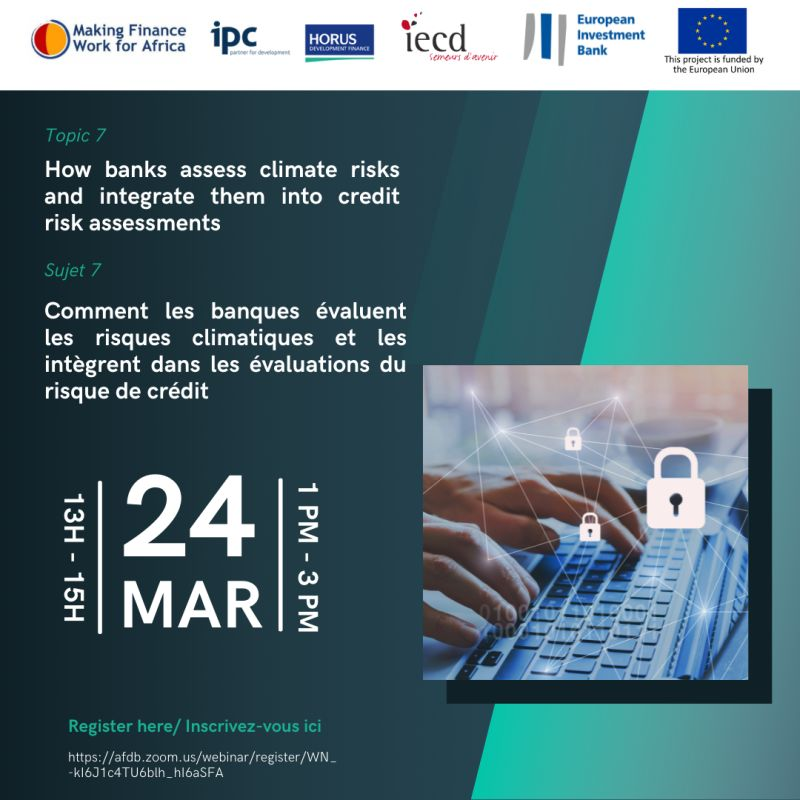 Making Finance
Work for Africa
ipc
partner for development
HORUS
DEVELOPMENT FINANCE
iecd
Semeurs d'avenir
European
Investment
Bank
This project is funded by
the European Union
Topic 7
How banks assess climate risks
and integrate them into credit
risk assessments
Sujet 7
Comment les banques évaluent
les risques climatiques et les
intègrent dans les évaluations du
risque de crédit
13H - 15H
24
MAR
1 PM - 3 PM
Register here/ Inscrivez-vous ici
https://afdb.zoom.us/webinar/register/WN_
-kI6J1c4TU6blh_hI6aSFA